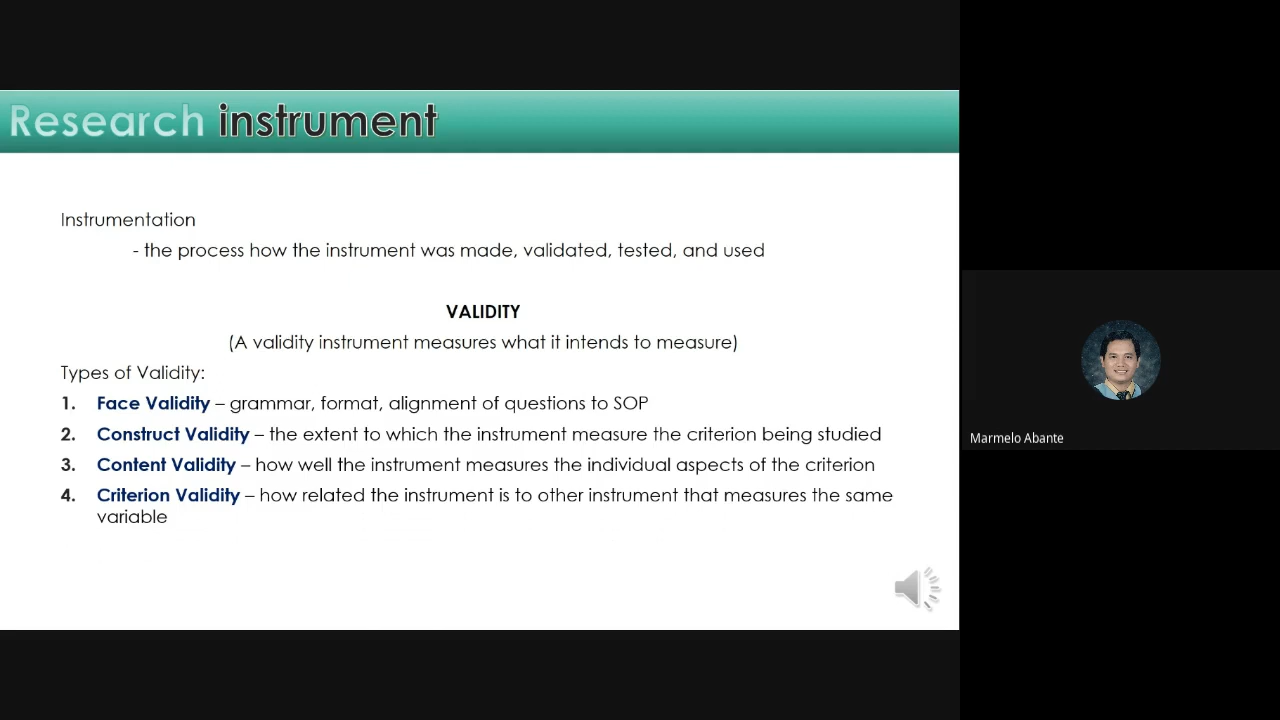 Research instrument
Instrumentation
- the process how the instrument was made, validated, tested, and used
VALIDITY
(A validity instrument measures what it intends to measure)
Types of Validity:
1. Face Validity – grammar, format, alignment of questions to SOP
2. Construct Validity – the extent to which the instrument measure the criterion being studied
3. Content Validity – how well the instrument measures the individual aspects of the criterion
4. Criterion Validity – how related the instrument is to other instrument that measures the same
variable
Marmelo Abante